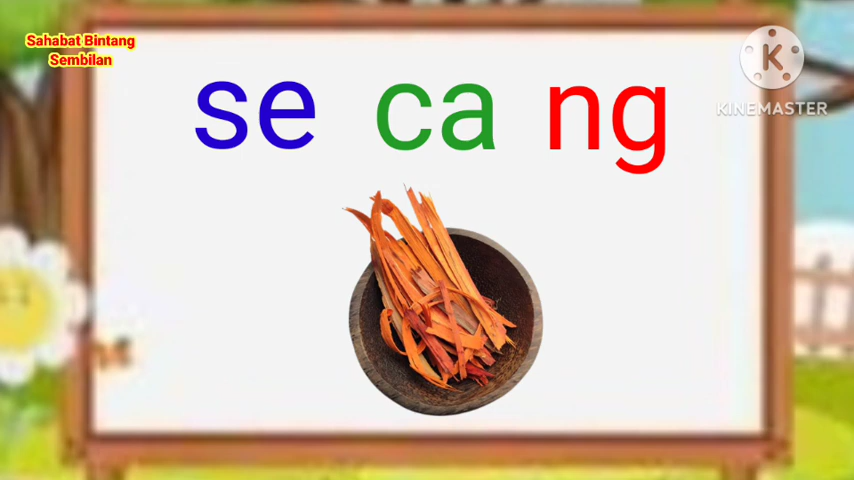 Sahabat Bintang
Sembilan
se ca ng
K
KINEMASTER